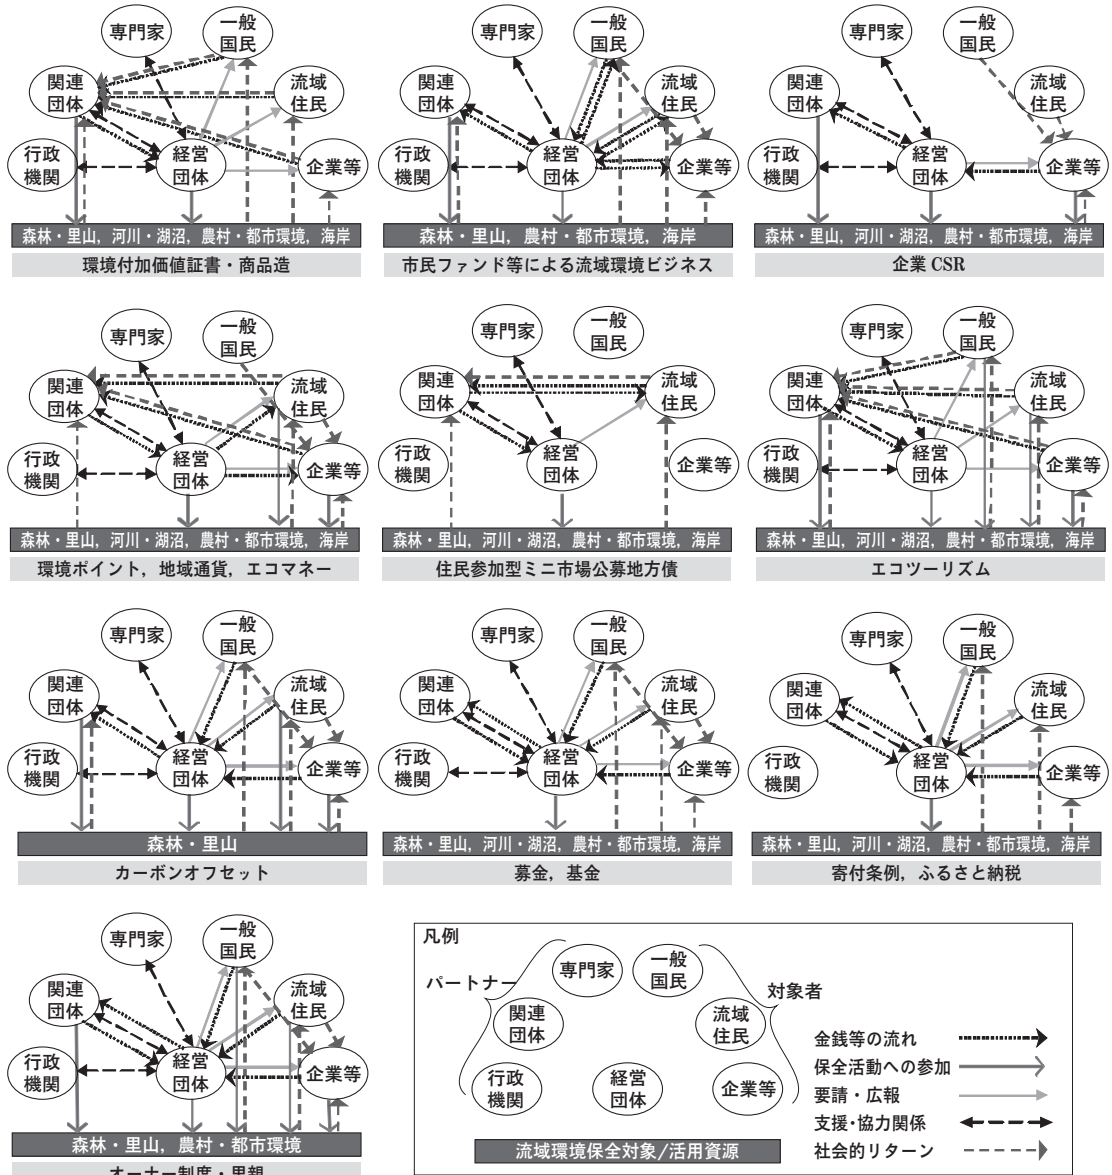 専門家
一般
国民
関連
団体
流域
住民
行政
機関
経営
団体
企業等
森林・里山，河川・湖沼，農村・都市環境，海岸
環境付加価値証書・商品造
専門家
一般
国民
関連
団体
流域
住民
行政
機関
経営
団体
企業等
森林・里山，農村・都市環境，海岸
市民ファンド等による流域環境ビジネス
専門家
一般
国民
関連
団体
流域
住民
行政
機関
経営
団体
企業等
森林・里山，河川・湖沼，農村・都市環境，海岸
企業 CSR
専門家
一般
国民
関連
団体
流域
住民
行政
機関
経営
団体
企業等
森林・里山，河川・湖沼，農村・都市環境，海岸
環境ポイント，地域通貨，エコマネー
専門家
一般
国民
関連
団体
流域
住民
行政
機関
経営
団体
企業等
森林・里山，河川・湖沼，農村・都市環境，海岸
住民参加型ミニ市場公募地方債
専門家
一般
国民
関連
団体
流域
住民
行政
機関
経営
団体
企業等
森林・里山，河川・湖沼，農村・都市環境，海岸
エコツーリズム
専門家
一般
国民
関連
団体
流域
住民
行政
機関
経営
団体
企業等
森林・里山
カーボンオフセット
専門家
一般
国民
関連
団体
流域
住民
行政
機関
経営
団体
企業等
森林・里山，河川・湖沼，農村・都市環境，海岸
募金，基金
専門家
一般
国民
関連
団体
流域
住民
行政
機関
経営
団体
企業等
森林・里山，河川・湖沼，農村・都市環境，海岸
寄付条例，ふるさと納税
専門家
一般
国民
関連
団体
流域
住民
行政
機関
経営
団体
企業等
森林・里山，農村・都市環境
オーナー制度・里親
凡例
パートナー
専門家
一般
国民
対象者
関連
団体
流域
住民
行政
機関
経営
団体
企業等
流域環境保全対象/活用資源
金銭等の流れ
保全活動への参加
要請・広報
支援・協力関係
社会的リターン